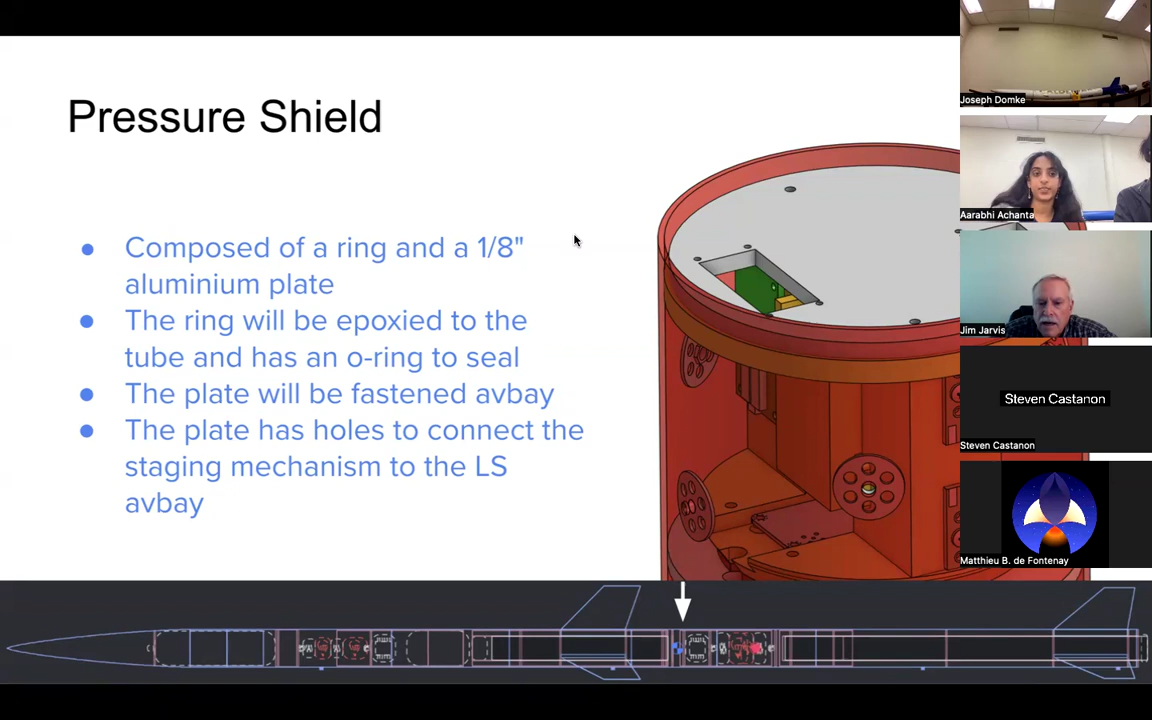 Pressure Shield
Joseph Domke
● Composed of a ring and a 1/8"
aluminium plate
● The ring will be epoxied to the
tube and has an o-ring to seal
● The plate will be fastened avbay
● The plate has holes to connect the
staging mechanism to the LS
avbay
Aarabhi Achanta
Jim Jarvis
Steven Castanon
Steven Castanon
Matthieu B. de Fontenay